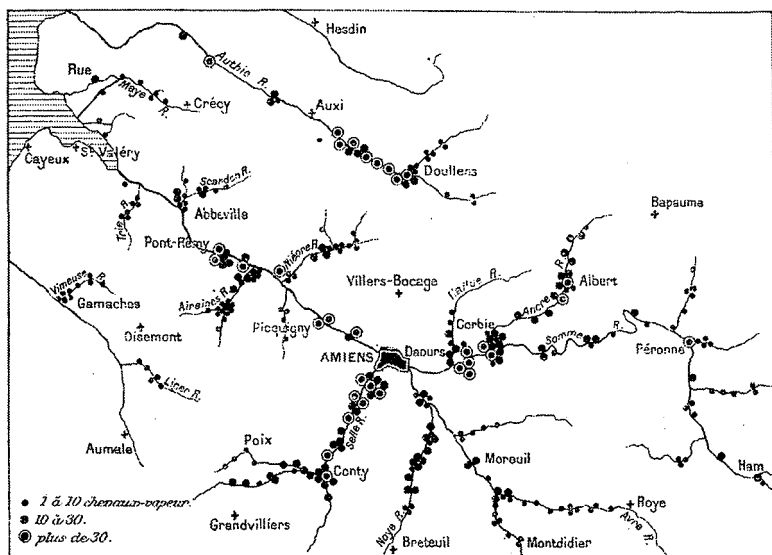 Hesdin
Rue
Authie R.
Maye R.
Crécy
Auxi
Cayeux
St Valéry
Scardon R.
Doullens
Abbeville
Trie R.
Bapaume
Pont-Rémy
Nièvre R.
Villers-Bocage
Vimeuse R.
Gamaches
Airaines R.
Albert
Ancre R.
Corbie
Oisemont
Picquigny
Somme R.
AMIENS
Daours
Péronne
Liger R.
Aumale
Selle R.
Poix
Conty
Moreuil
Ham
Roye
Grandvilliers
Noye R.
Breteuil
Montdidier
Avre R.
1 à 10 chevaux-vapeur.
10 à 30.
plus de 30.